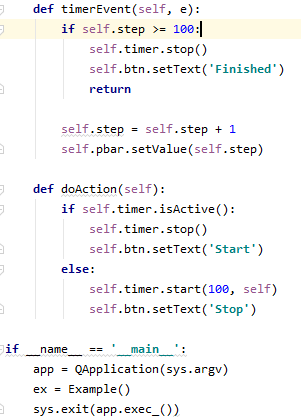 def timerEvent(self, e):
if self.step >= 100:
self.timer.stop()
self.btn.setText('Finished')
return
self.step = self.step + 1
self.pbar.setValue(self.step)
def doAction(self):
if self.timer.isActive():
self.timer.stop()
self.btn.setText('Start')
else:
self.timer.start(100, self)
self.btn.setText('Stop')
if __name__ == '__main__':
app = QApplication(sys.argv)
ex = Example()
sys.exit(app.exec_())